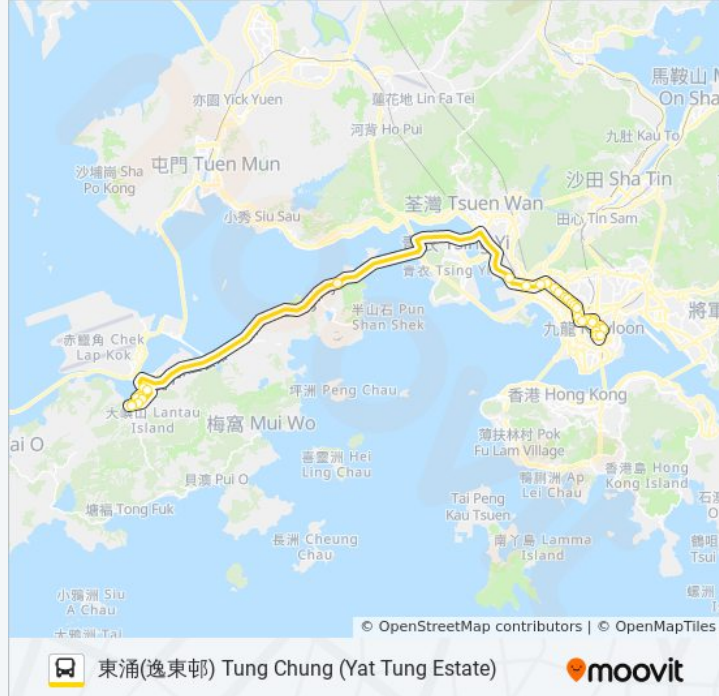 馬鞍山 M
On Sha
亦園 Yick Yuen
蓮花地 Lin Fa Tei
河背 Ho Pui
九肚 Kau To
沙埔崗 Sha
Po Kong
屯門 Tuen Mun
沙田 Sha Tin
小秀 Siu Sau
荃灣 Tsuen Wan
田心 Tin Sam
Yi
青衣 Tsing Yi
半山石 Pun
Shan Shek
將軍
赤鱲角 Chek
Lap Kok
九龍
香港 Hong Kong
坪洲 Peng Chau
Lantau
Island
梅窩 Mui Wo
ai O
薄扶林村 Pok
Fu Lam Village
喜靈洲 Hei
Ling Chau
鴨脷洲 Ap
Lei Chau
香港島 Hong
Kong Island
貝澳 Pui O
塘福 Tong Fuk
Tai Peng
Kau Tsuen
長洲 Cheung
Chau
南丫島 Lamma
Island
Tsui
小鴉洲 Siu
A Chau
© OpenStreetMap contributors | © OpenMapTiles
東涌(逸東邨) Tung Chung (Yat Tung Estate)
moovit